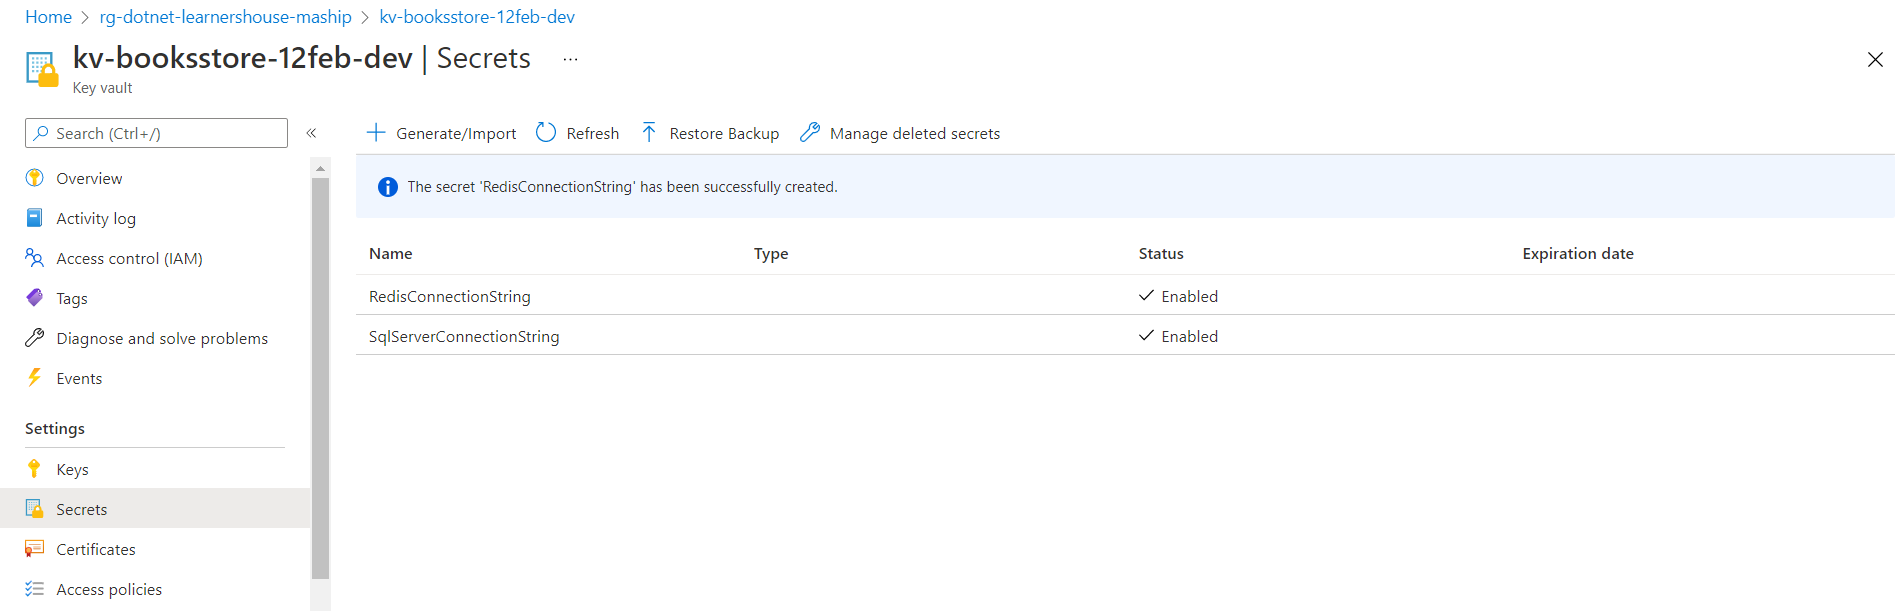 Home > rg-dotnet-learnershouse-maship > kv-booksstore-12feb-dev
kv-booksstore-12feb-dev | Secrets ...
Key vault
Search (Ctrl+/) «
Generate/Import Refresh Restore Backup Manage deleted secrets
Overview
Activity log
Access control (IAM)
Tags
Diagnose and solve problems
Events
Settings
Keys
Secrets
Certificates
Access policies
The secret 'RedisConnectionString' has been successfully created.
Name Type Status Expiration date
RedisConnectionString Enabled
SqlServerConnectionString Enabled